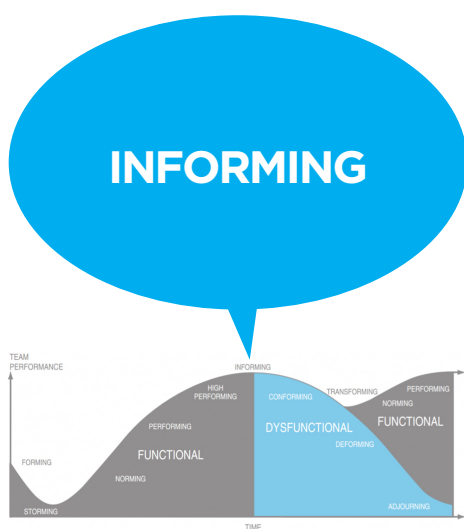 INFORMING
TEAM
PERFORMANCE
INFORMING
HIGH
PERFORMING
CONFORMING
TRANSFORMING
PERFORMING
NORMING
PERFORMING
DYSFUNCTIONAL
FUNCTIONAL
DEFORMING
FUNCTIONAL
FORMING
NORMING
STORMING
ADJOURNING
TIME